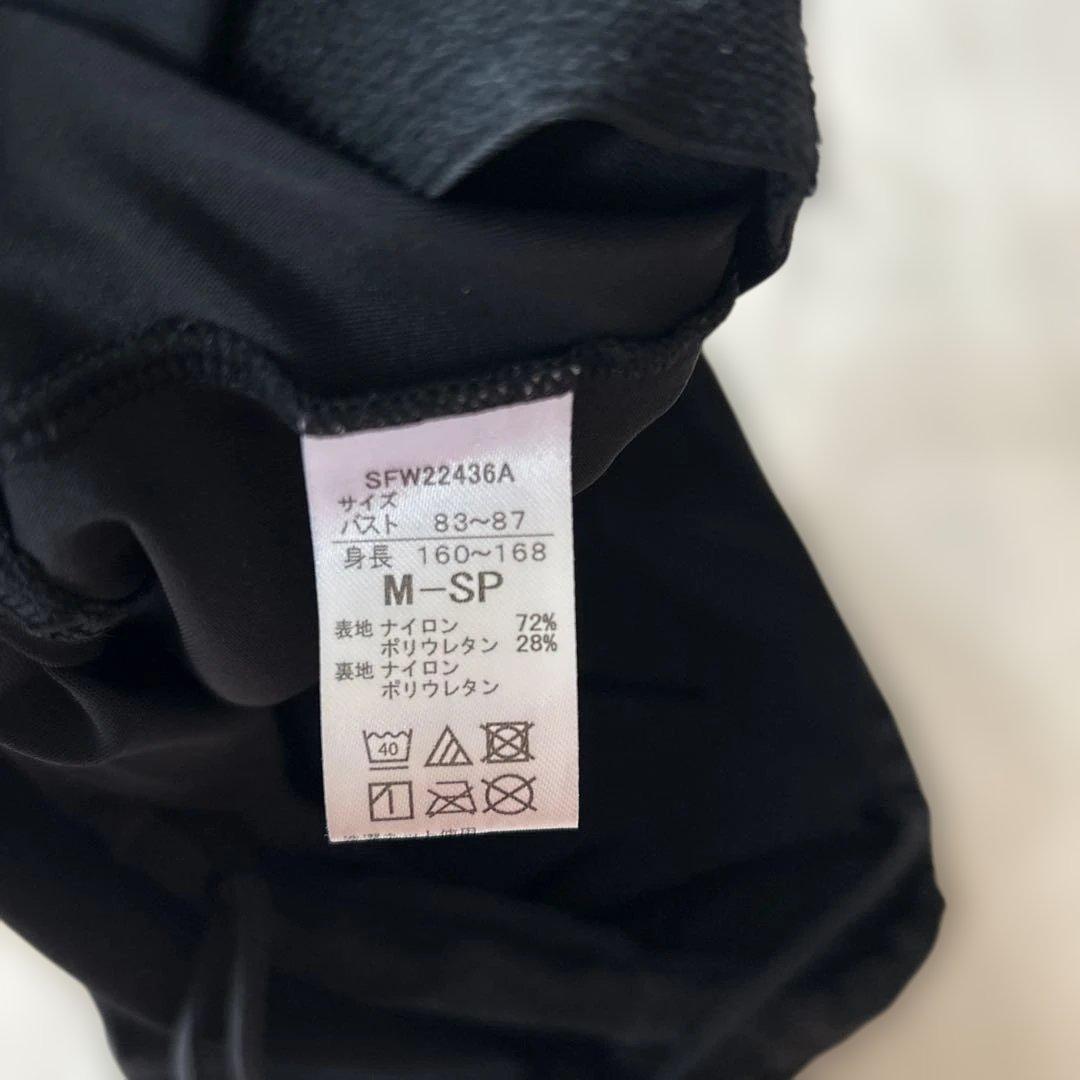 SFW22436A
サイズ
バスト 83〜87
身長 160〜168
M-SP
表地 ナイロン 72%
ポリウレタン 28%
裏地 ナイロン
ポリウレタン
40